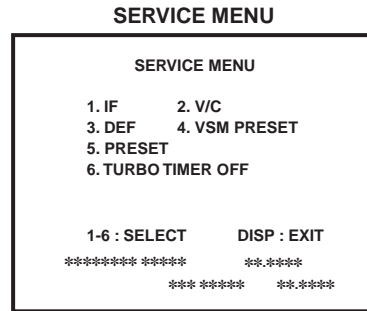 SERVICE MENU
SERVICE MENU
1. IF 2. V/C
3. DEF 4. VSM PRESET
5. PRESET
6. TURBO TIMER OFF
1-6 : SELECT DISP : EXIT
******** ***** **.****
*** ***** **.****